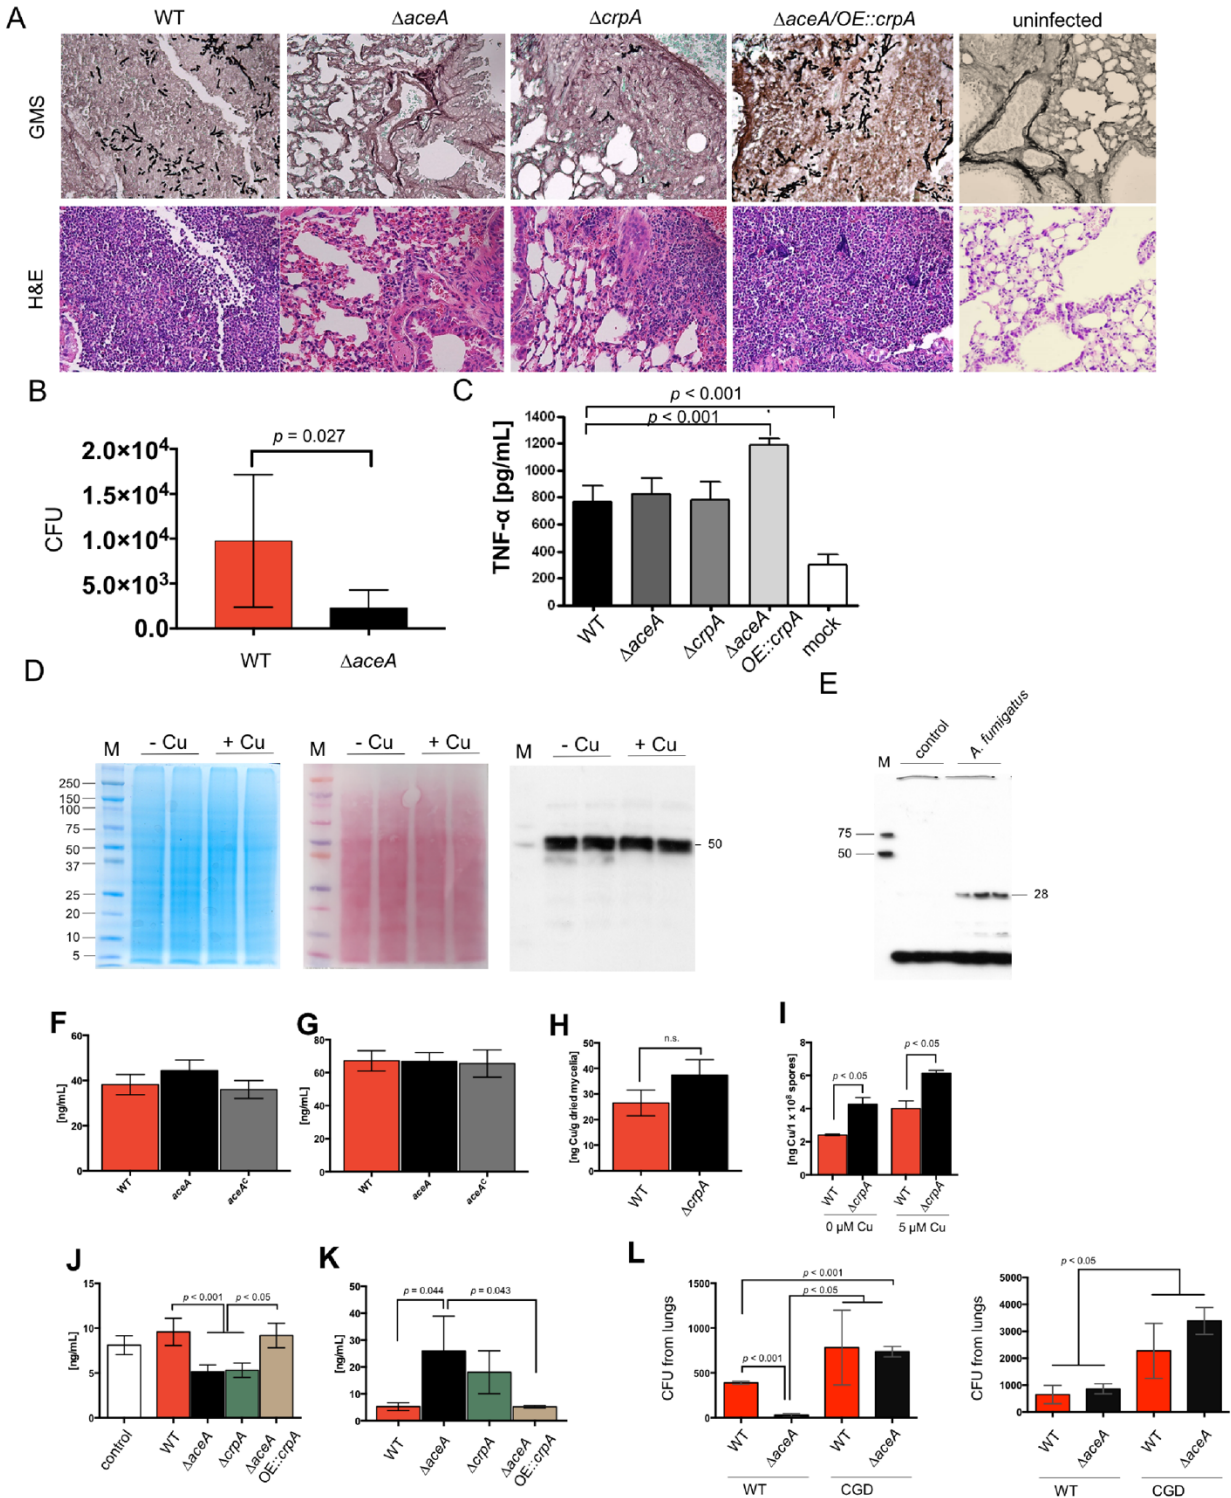 A
WT
ΔaceA
ΔcrpA
ΔaceA/OE::crpA
uninfected
GMS
H&E
B
p = 0.027
CFU
2.0×10⁴
1.5×10⁴
1.0×10⁴
5.0×10³
0.0
WT
ΔaceA
C
p < 0.001
p < 0.001
TNF-α [pg/mL]
1400
1200
1000
800
600
400
200
0
WT
ΔaceA
ΔcrpA
ΔaceA
OE::crpA
mock
D
M
- Cu
+ Cu
250
150
100
75
50
37
25
20
10
5
M
- Cu
+ Cu
M
- Cu
+ Cu
- 50
E
M
control
A. fumigatus
75
50
28
F
[ng/mL]
60
40
20
0
WT
aceA
aceAᶜ
G
[ng/mL]
80
60
40
20
0
WT
aceA
aceAᶜ
H
n.s.
[ng Cu/g dried mycelia]
50
40
30
20
10
0
WT
ΔcrpA
I
p < 0.05
p < 0.05
[ng Cu/1 x 10⁸ spores]
8
6
4
2
0
WT
ΔcrpA
WT
ΔcrpA
0 µM Cu
5 µM Cu
J
p < 0.001
p < 0.05
[ng/mL]
15
10
5
0
control
WT
ΔaceA
ΔcrpA
ΔaceA
OE::crpA
K
p = 0.044
p = 0.043
[ng/mL]
50
40
30
20
10
0
WT
ΔaceA
ΔcrpA
ΔaceA
OE::crpA
L
p < 0.001
p < 0.05
p < 0.001
CFU from lungs
1500
1000
500
0
WT
ΔaceA
WT
ΔaceA
WT
CGD
p < 0.05
CFU from lungs
5000
4000
3000
2000
1000
0
WT
ΔaceA
WT
ΔaceA
WT
CGD